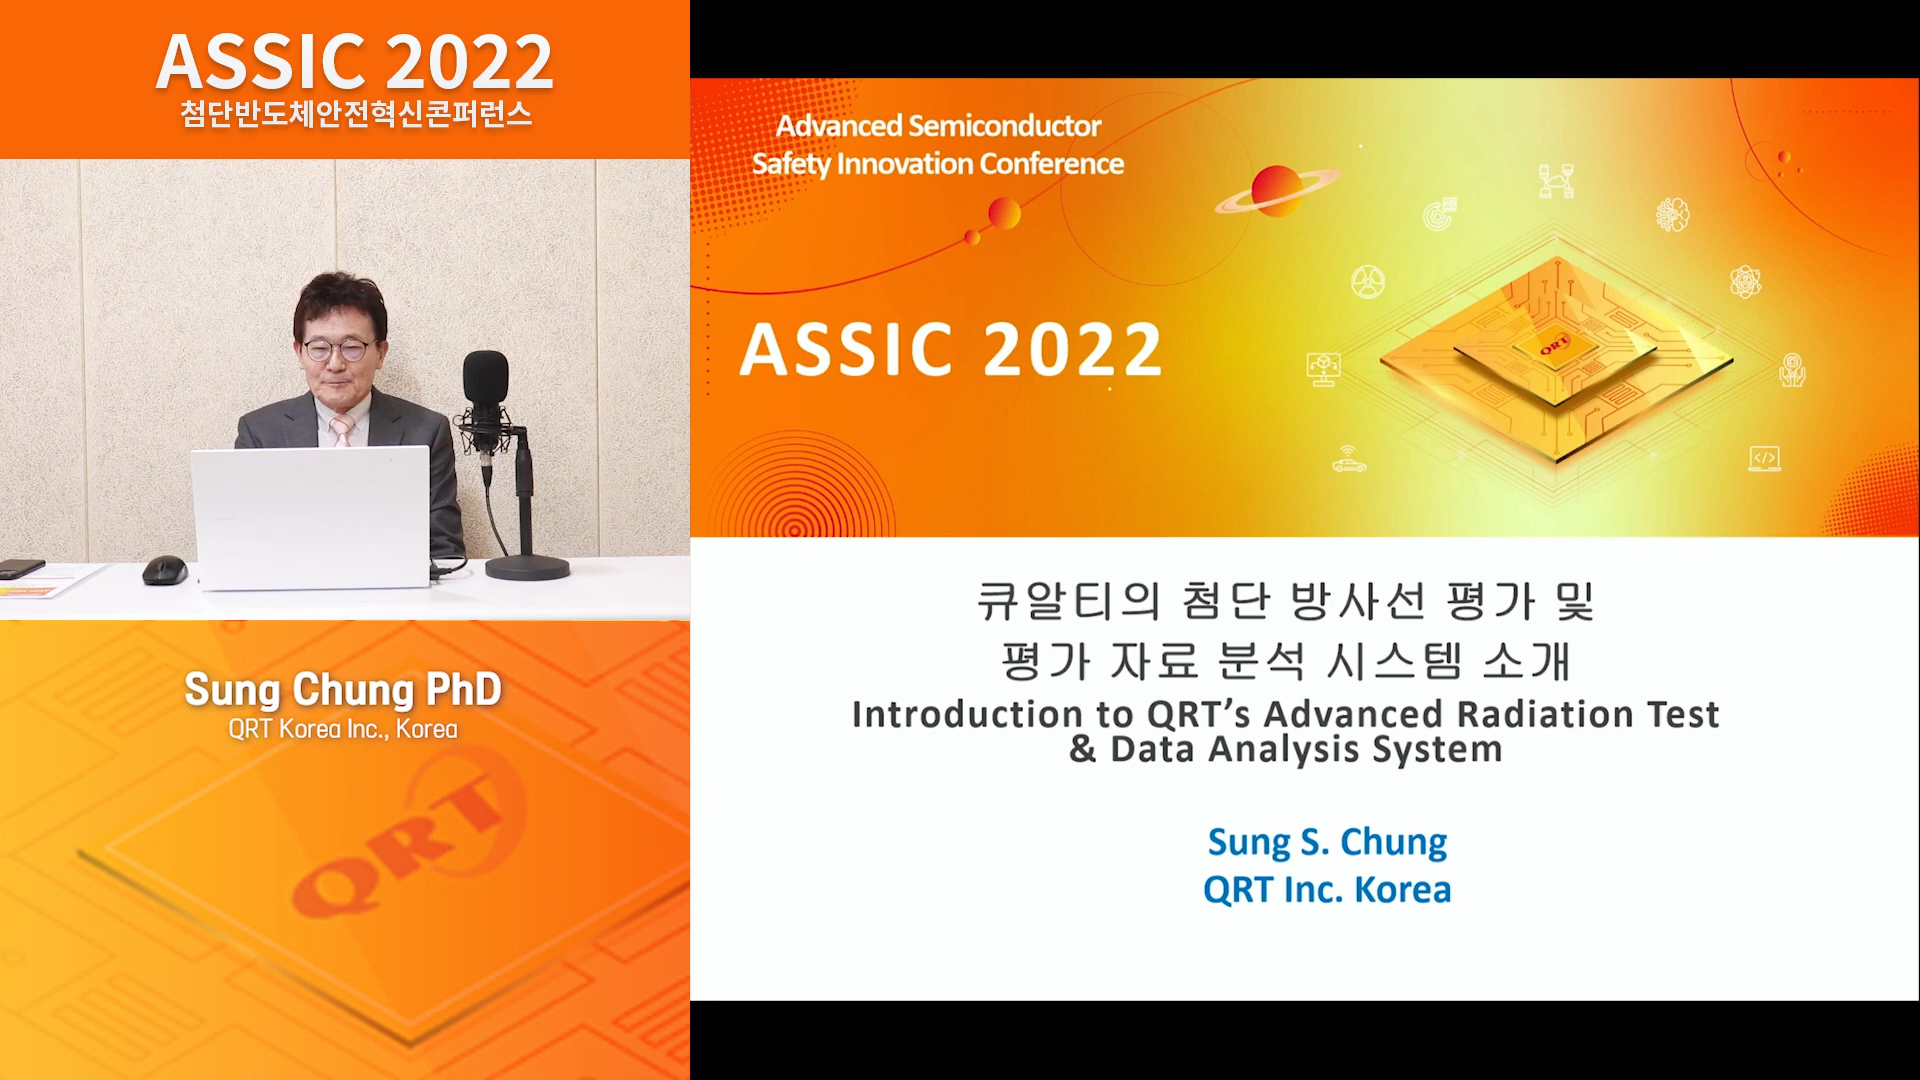 ASSIC 2022
첨단반도체안전혁신콘퍼런스
Sung Chung PhD
QRT Korea Inc., Korea
QRT
Advanced Semiconductor
Safety Innovation Conference
ASSIC 2022
QRT
큐알티의 첨단 방사선 평가 및
평가 자료 분석 시스템 소개
Introduction to QRT’s Advanced Radiation Test
& Data Analysis System
Sung S. Chung
QRT Inc. Korea